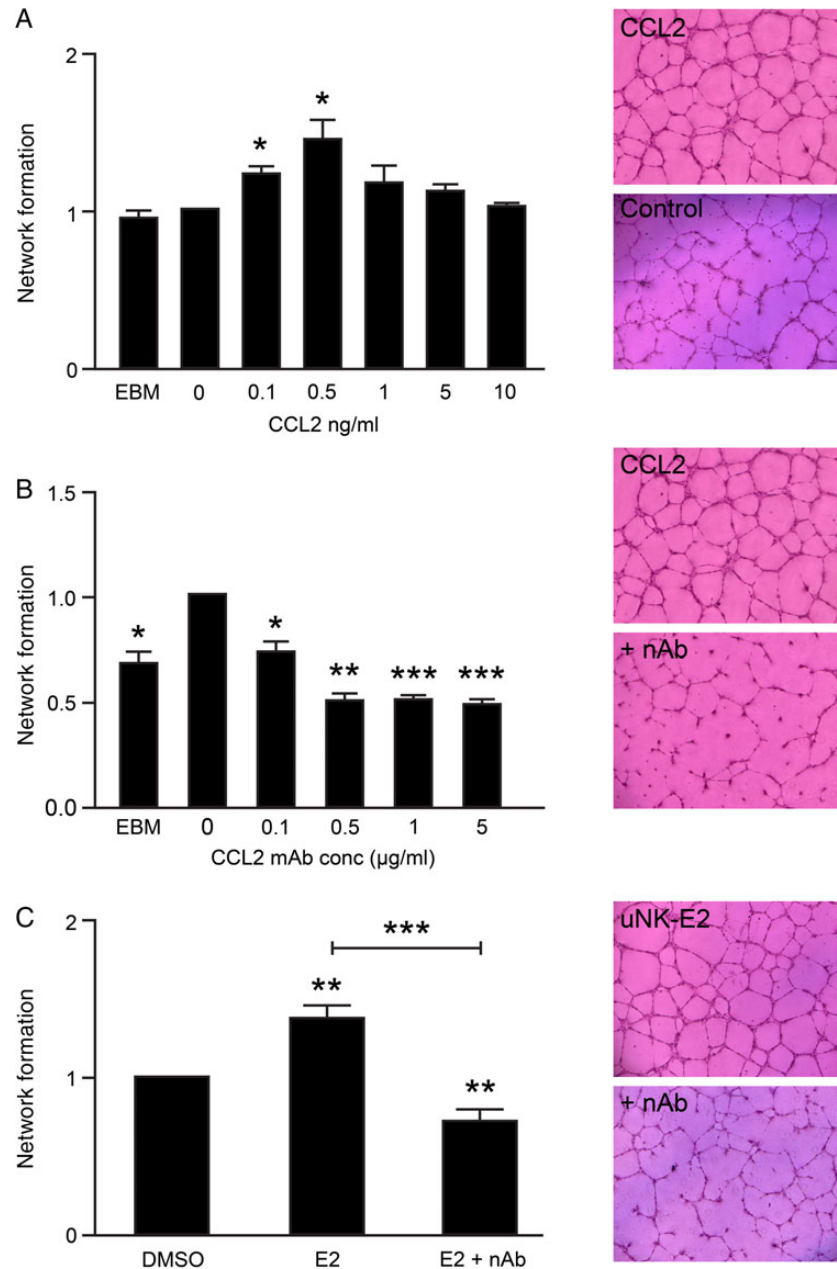 A
Network formation
2
1
0
*
*
EBM
0
0.1
0.5
1
5
10
CCL2 ng/ml
CCL2
Control
B
Network formation
1.5
1.0
0.5
0.0
*
*
**
***
***
EBM
0
0.1
0.5
1
5
CCL2 mAb conc (µg/ml)
CCL2
+ nAb
C
Network formation
2
1
0
***
**
**
DMSO
E2
E2 + nAb
uNK-E2
+ nAb